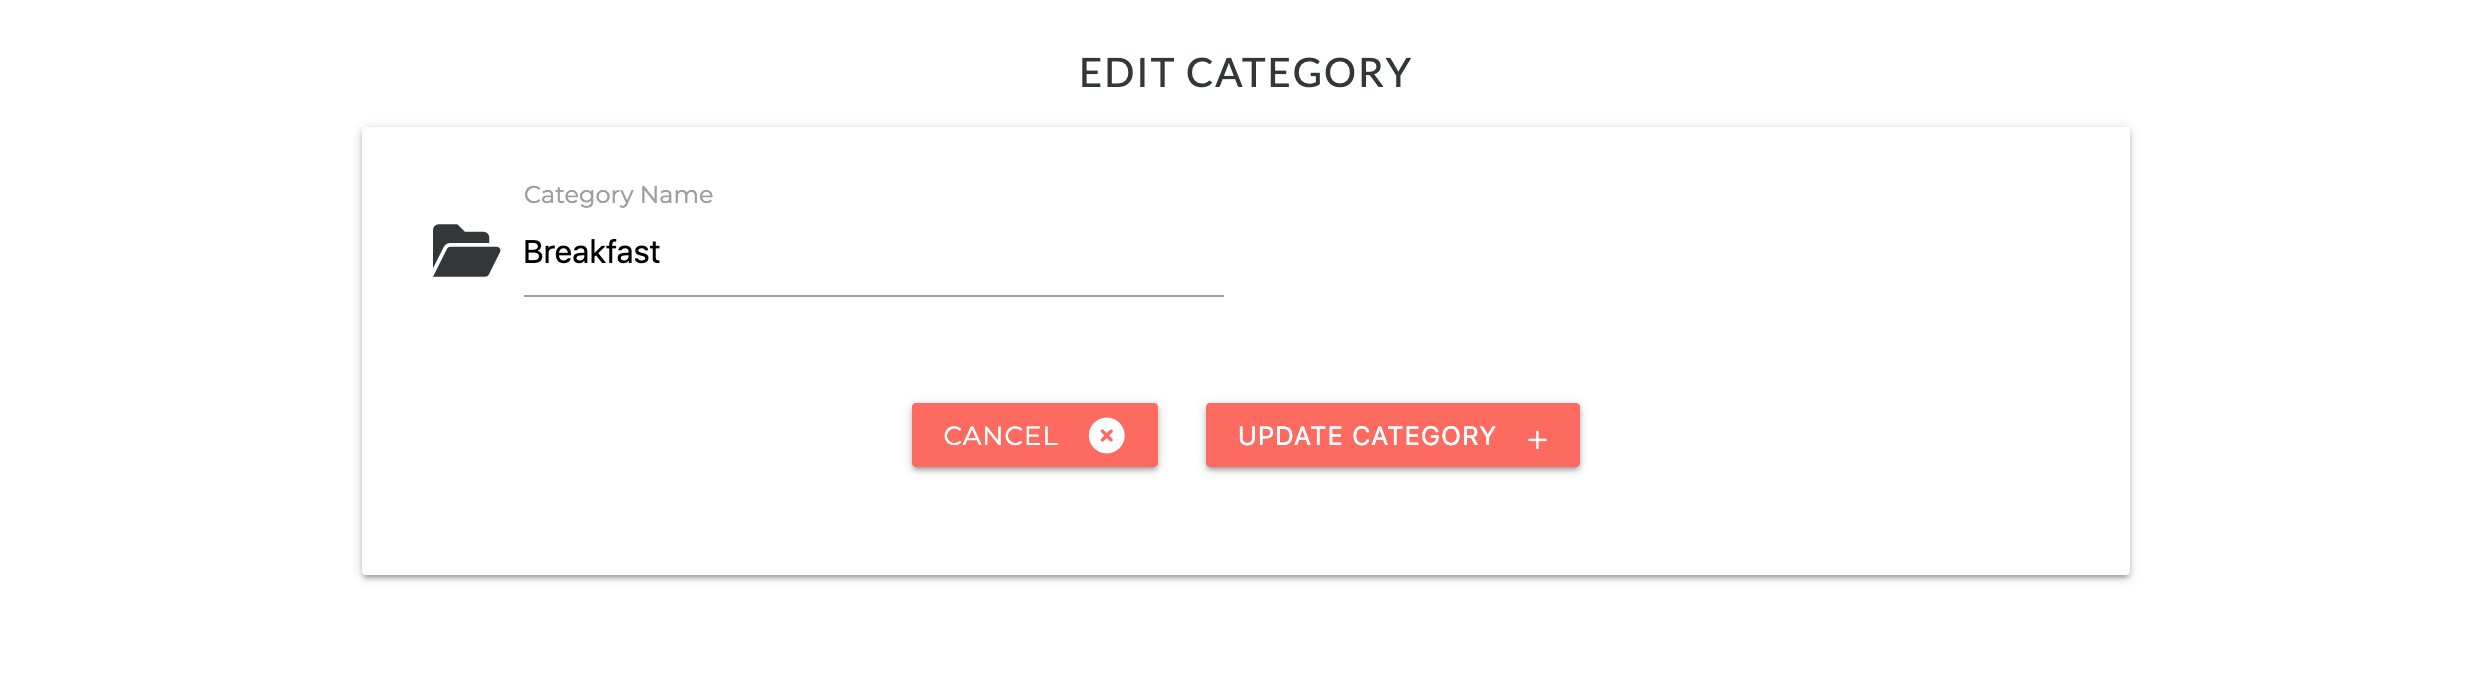 EDIT CATEGORY
Category Name
Breakfast
CANCEL
UPDATE CATEGORY +